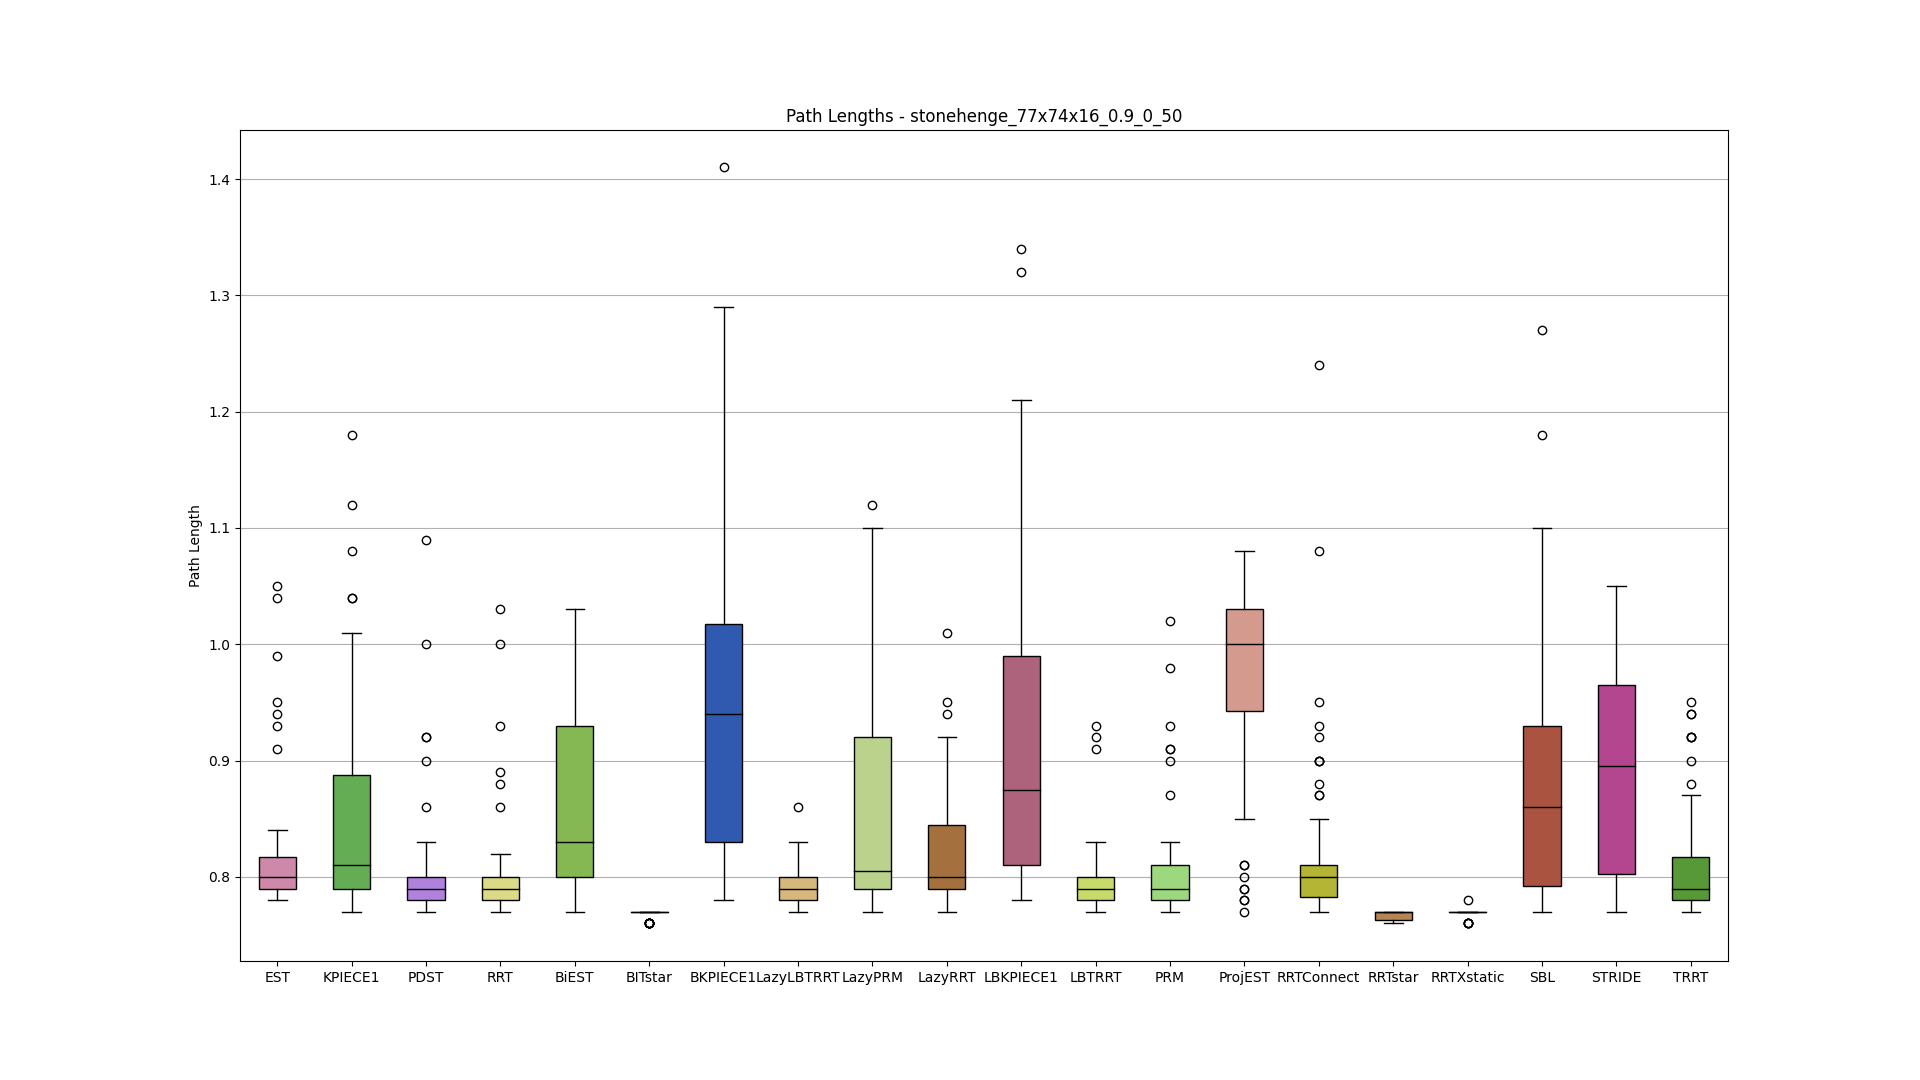 Path Lengths - stonehenge_77x74x16_0.9_0_50
1.4
1.3
1.2
1.1
1.0
0.9
0.8
Path Length
EST KPIECE1 PDST RRT BiEST BITstar BKPIECE1 LazyLBTRRT LazyPRM LazyRRT LBKPIECE1 LBTRRT PRM ProjEST RRTConnect RRTstar RRTXstatic SBL STRIDE TRRT